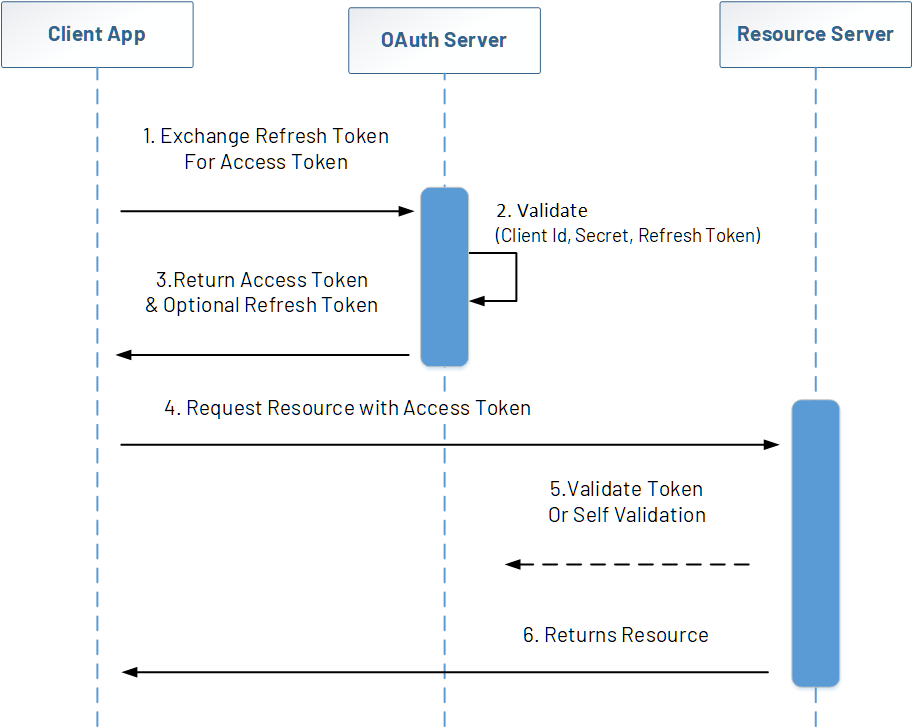 Client App
OAuth Server
Resource Server
1. Exchange Refresh Token
For Access Token
2. Validate
(Client Id, Secret, Refresh Token)
3.Return Access Token
& Optional Refresh Token
4. Request Resource with Access Token
5.Validate Token
Or Self Validation
6. Returns Resource